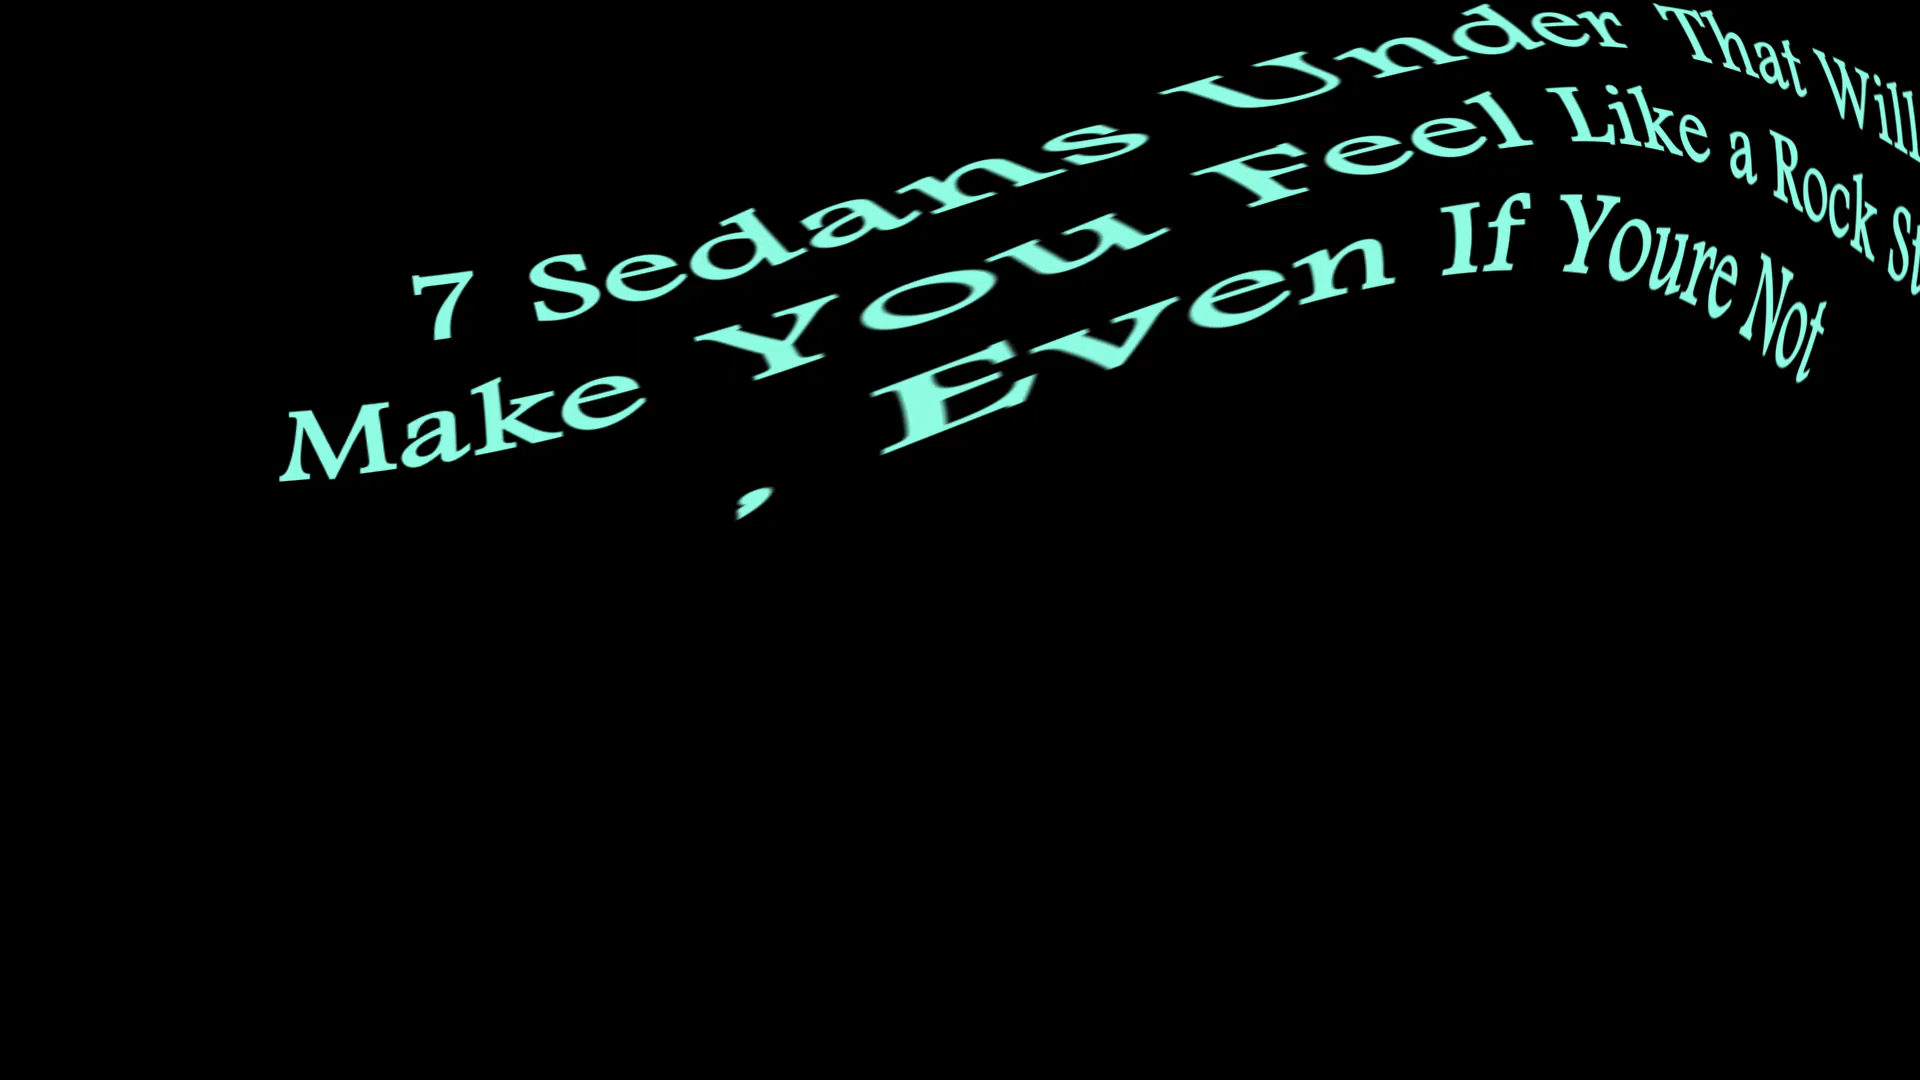 7 Sedans Under That Will
Make You Feel Like a Rock
, Even If Youre Not